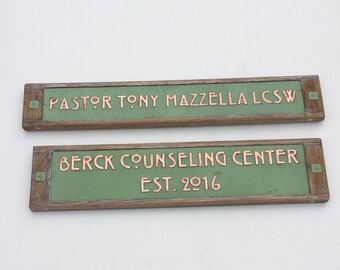 PASTOR TONY MAZZELLA LCSW
BERCK COUNSELING CENTER
EST. 2016